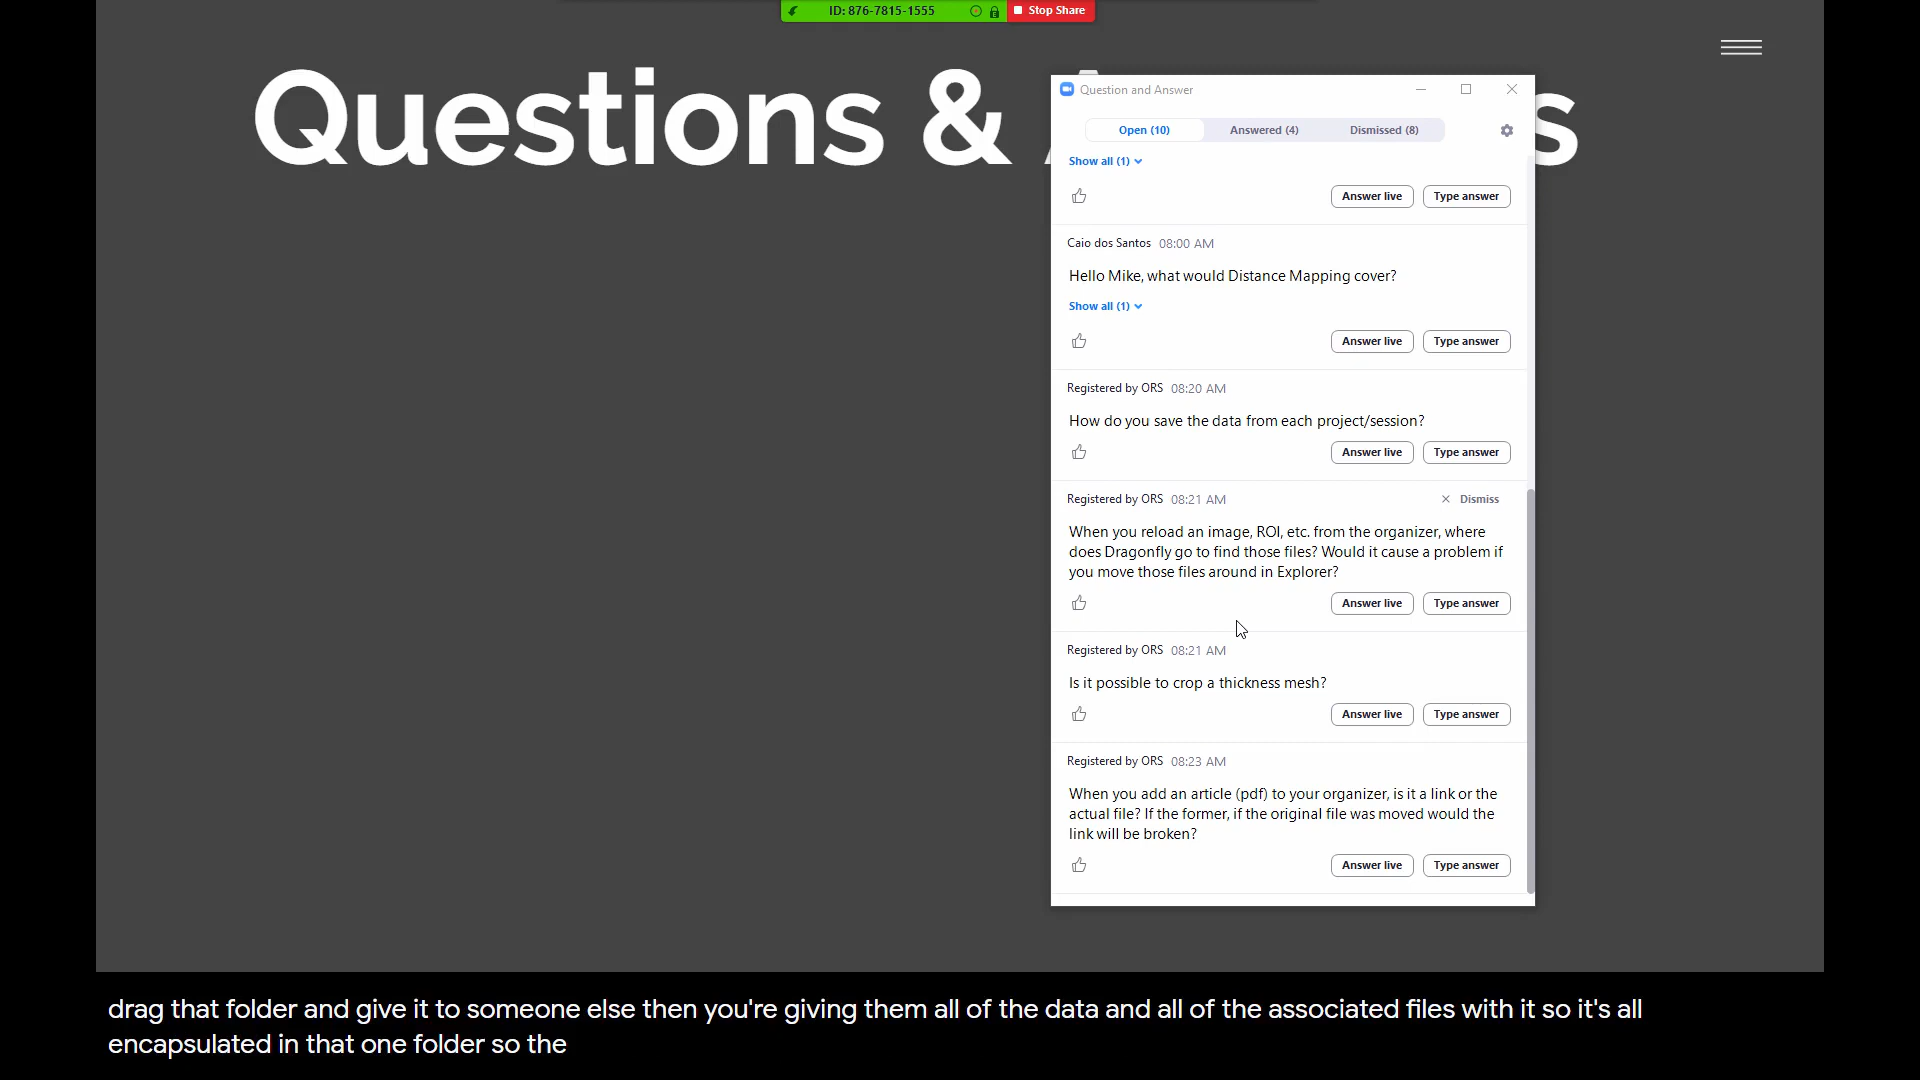 ID: 876-7815-1555
Stop Share
Questions &
s
Question and Answer
Open (10)
Answered (4)
Dismissed (8)
Show all (1)
Answer live
Type answer
Caio dos Santos 08:00 AM
Hello Mike, what would Distance Mapping cover?
Show all (1)
Answer live
Type answer
Registered by ORS 08:20 AM
How do you save the data from each project/session?
Answer live
Type answer
Registered by ORS 08:21 AM
Dismiss
When you reload an image, ROI, etc. from the organizer, where
does Dragonfly go to find those files? Would it cause a problem if
you move those files around in Explorer?
Answer live
Type answer
Registered by ORS 08:21 AM
Is it possible to crop a thickness mesh?
Answer live
Type answer
Registered by ORS 08:23 AM
When you add an article (pdf) to your organizer, is it a link or the
actual file? If the former, if the original file was moved would the
link will be broken?
Answer live
Type answer
drag that folder and give it to someone else then you're giving them all of the data and all of the associated files with it so it's all
encapsulated in that one folder so the